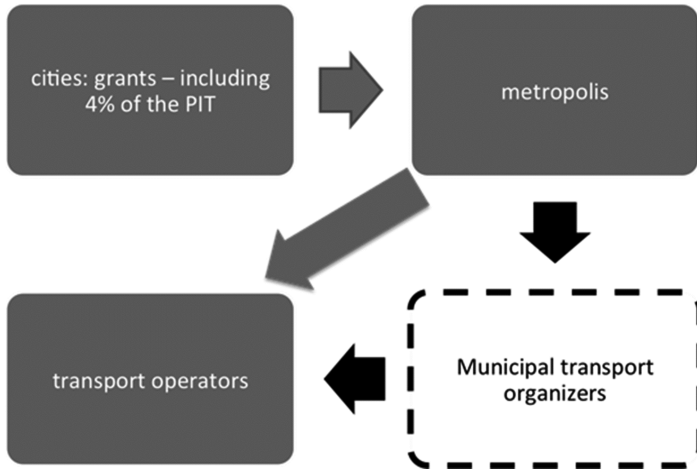 cities: grants – including
4% of the PIT
metropolis
transport operators
Municipal transport
organizers